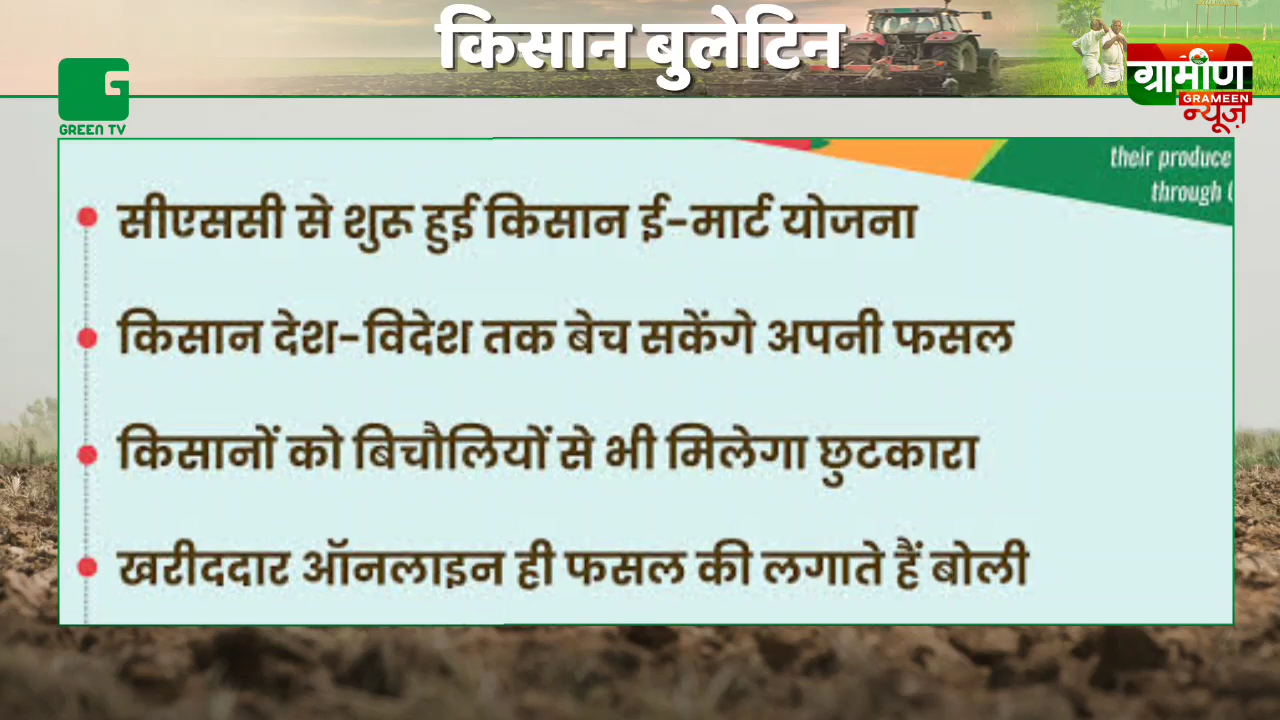 किसान बुलेटिन
GREEN TV
ग्रामीण
GRAMEEN
न्यूज़
their produce
through
सीएससी से शुरू हुई किसान ई-मार्ट योजना
किसान देश-विदेश तक बेच सकेंगे अपनी फसल
किसानों को बिचौलियों से भी मिलेगा छुटकारा
खरीददार ऑनलाइन ही फसल की लगाते हैं बोली